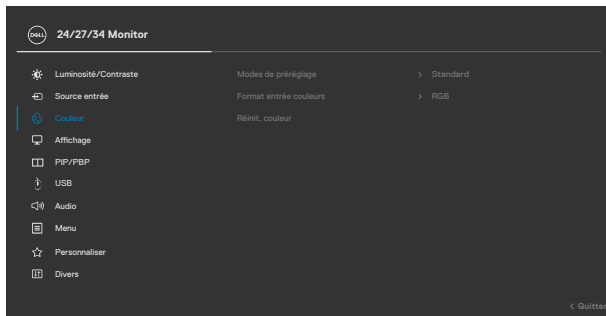 DELL 24/27/34 Monitor
Luminosité/Contraste Modes de préréglage > Standard
Source entrée Format entrée couleurs > RGB
Couleur Réinit. couleur
Affichage
PIP/PBP
USB
Audio
Menu
Personnaliser
Divers
< Quitter